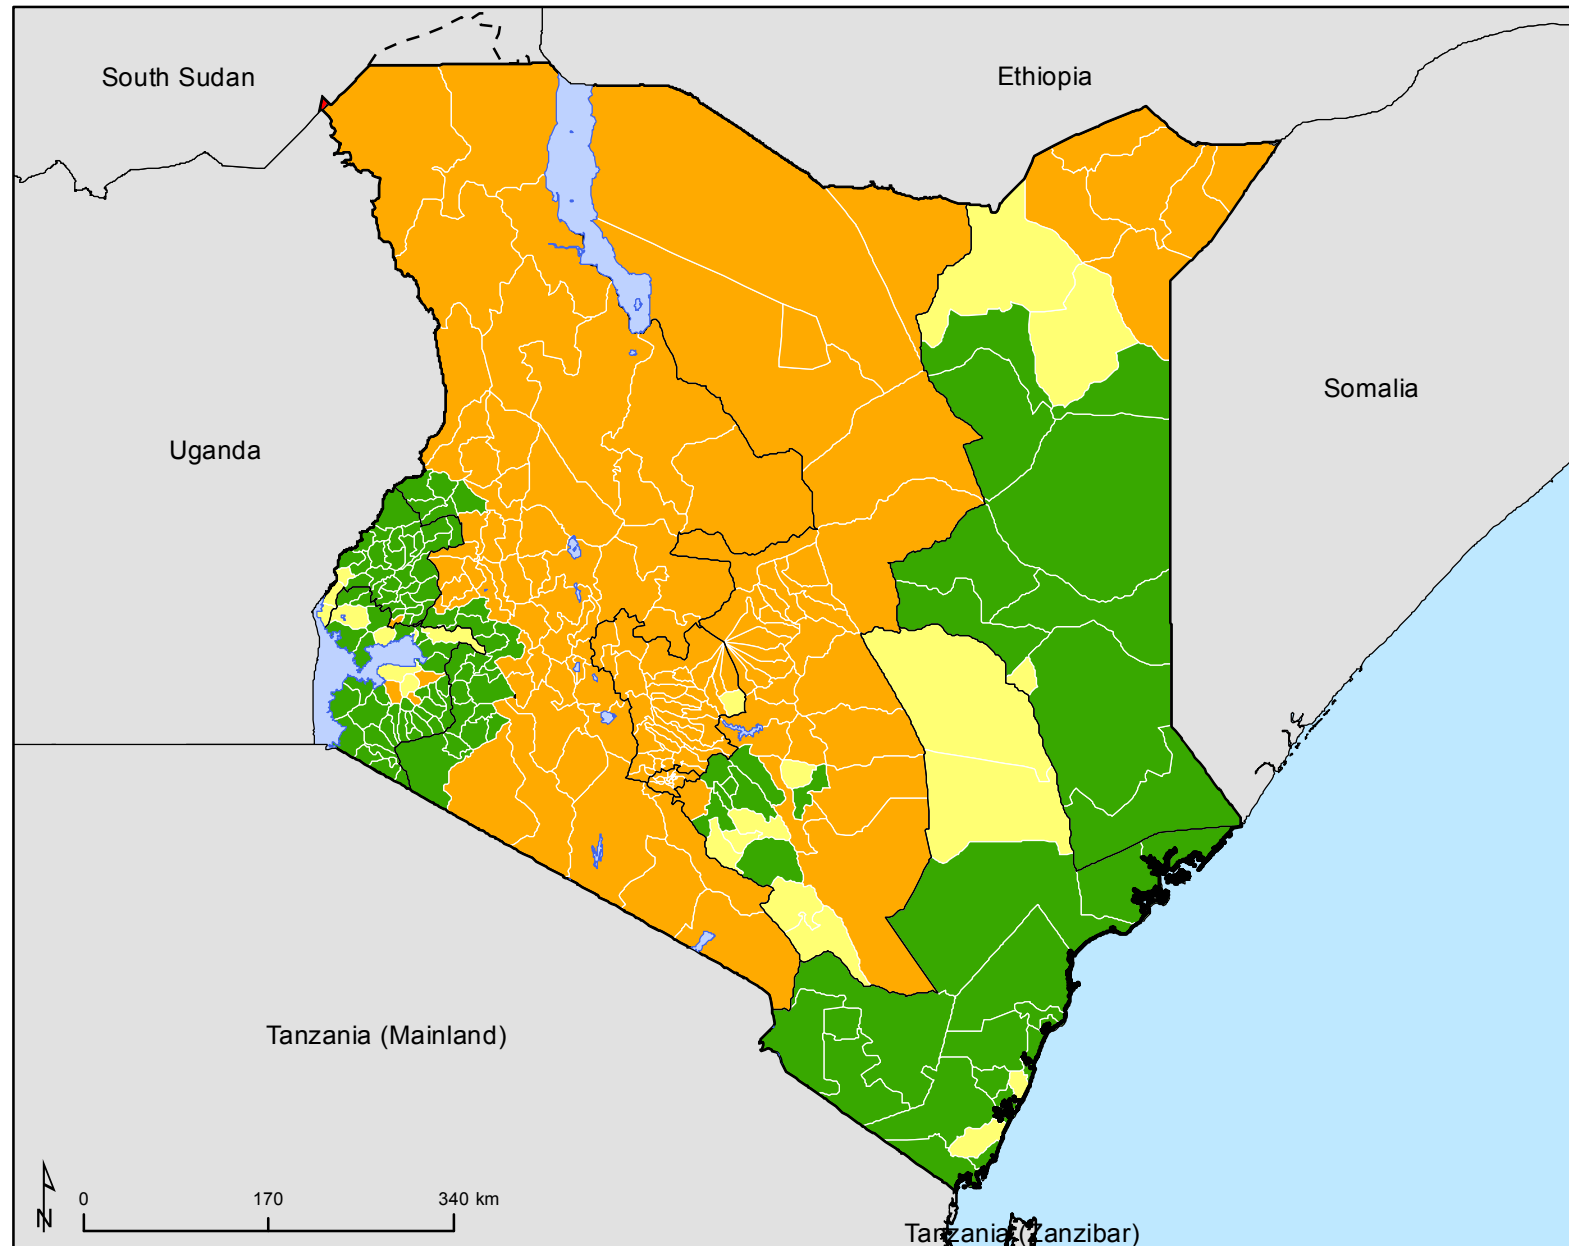 South Sudan
Ethiopia
Somalia
Uganda
Tanzania (Mainland)
N
0
170
340 km
Tanzania (Zanzibar)